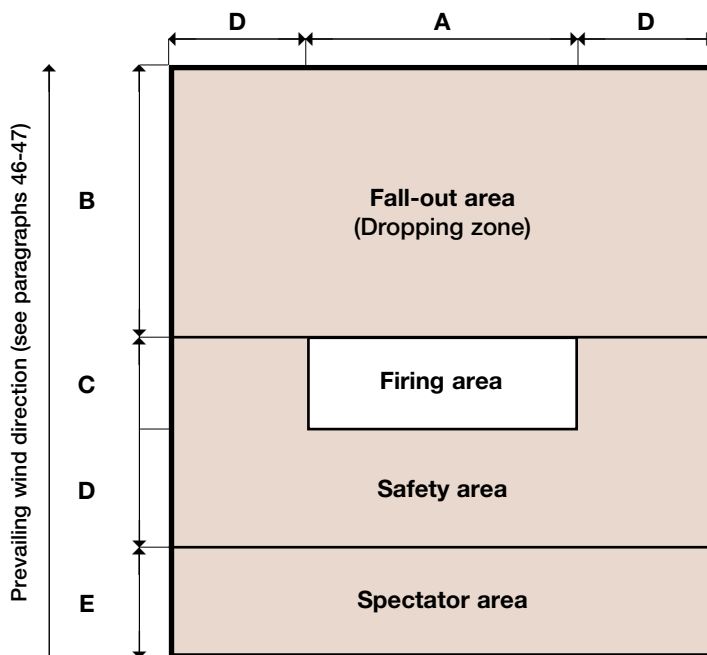 D A D
B
Fall-out area
(Dropping zone)
C
Firing area
D
Safety area
E
Spectator area
Prevailing wind direction (see paragraphs 46-47)